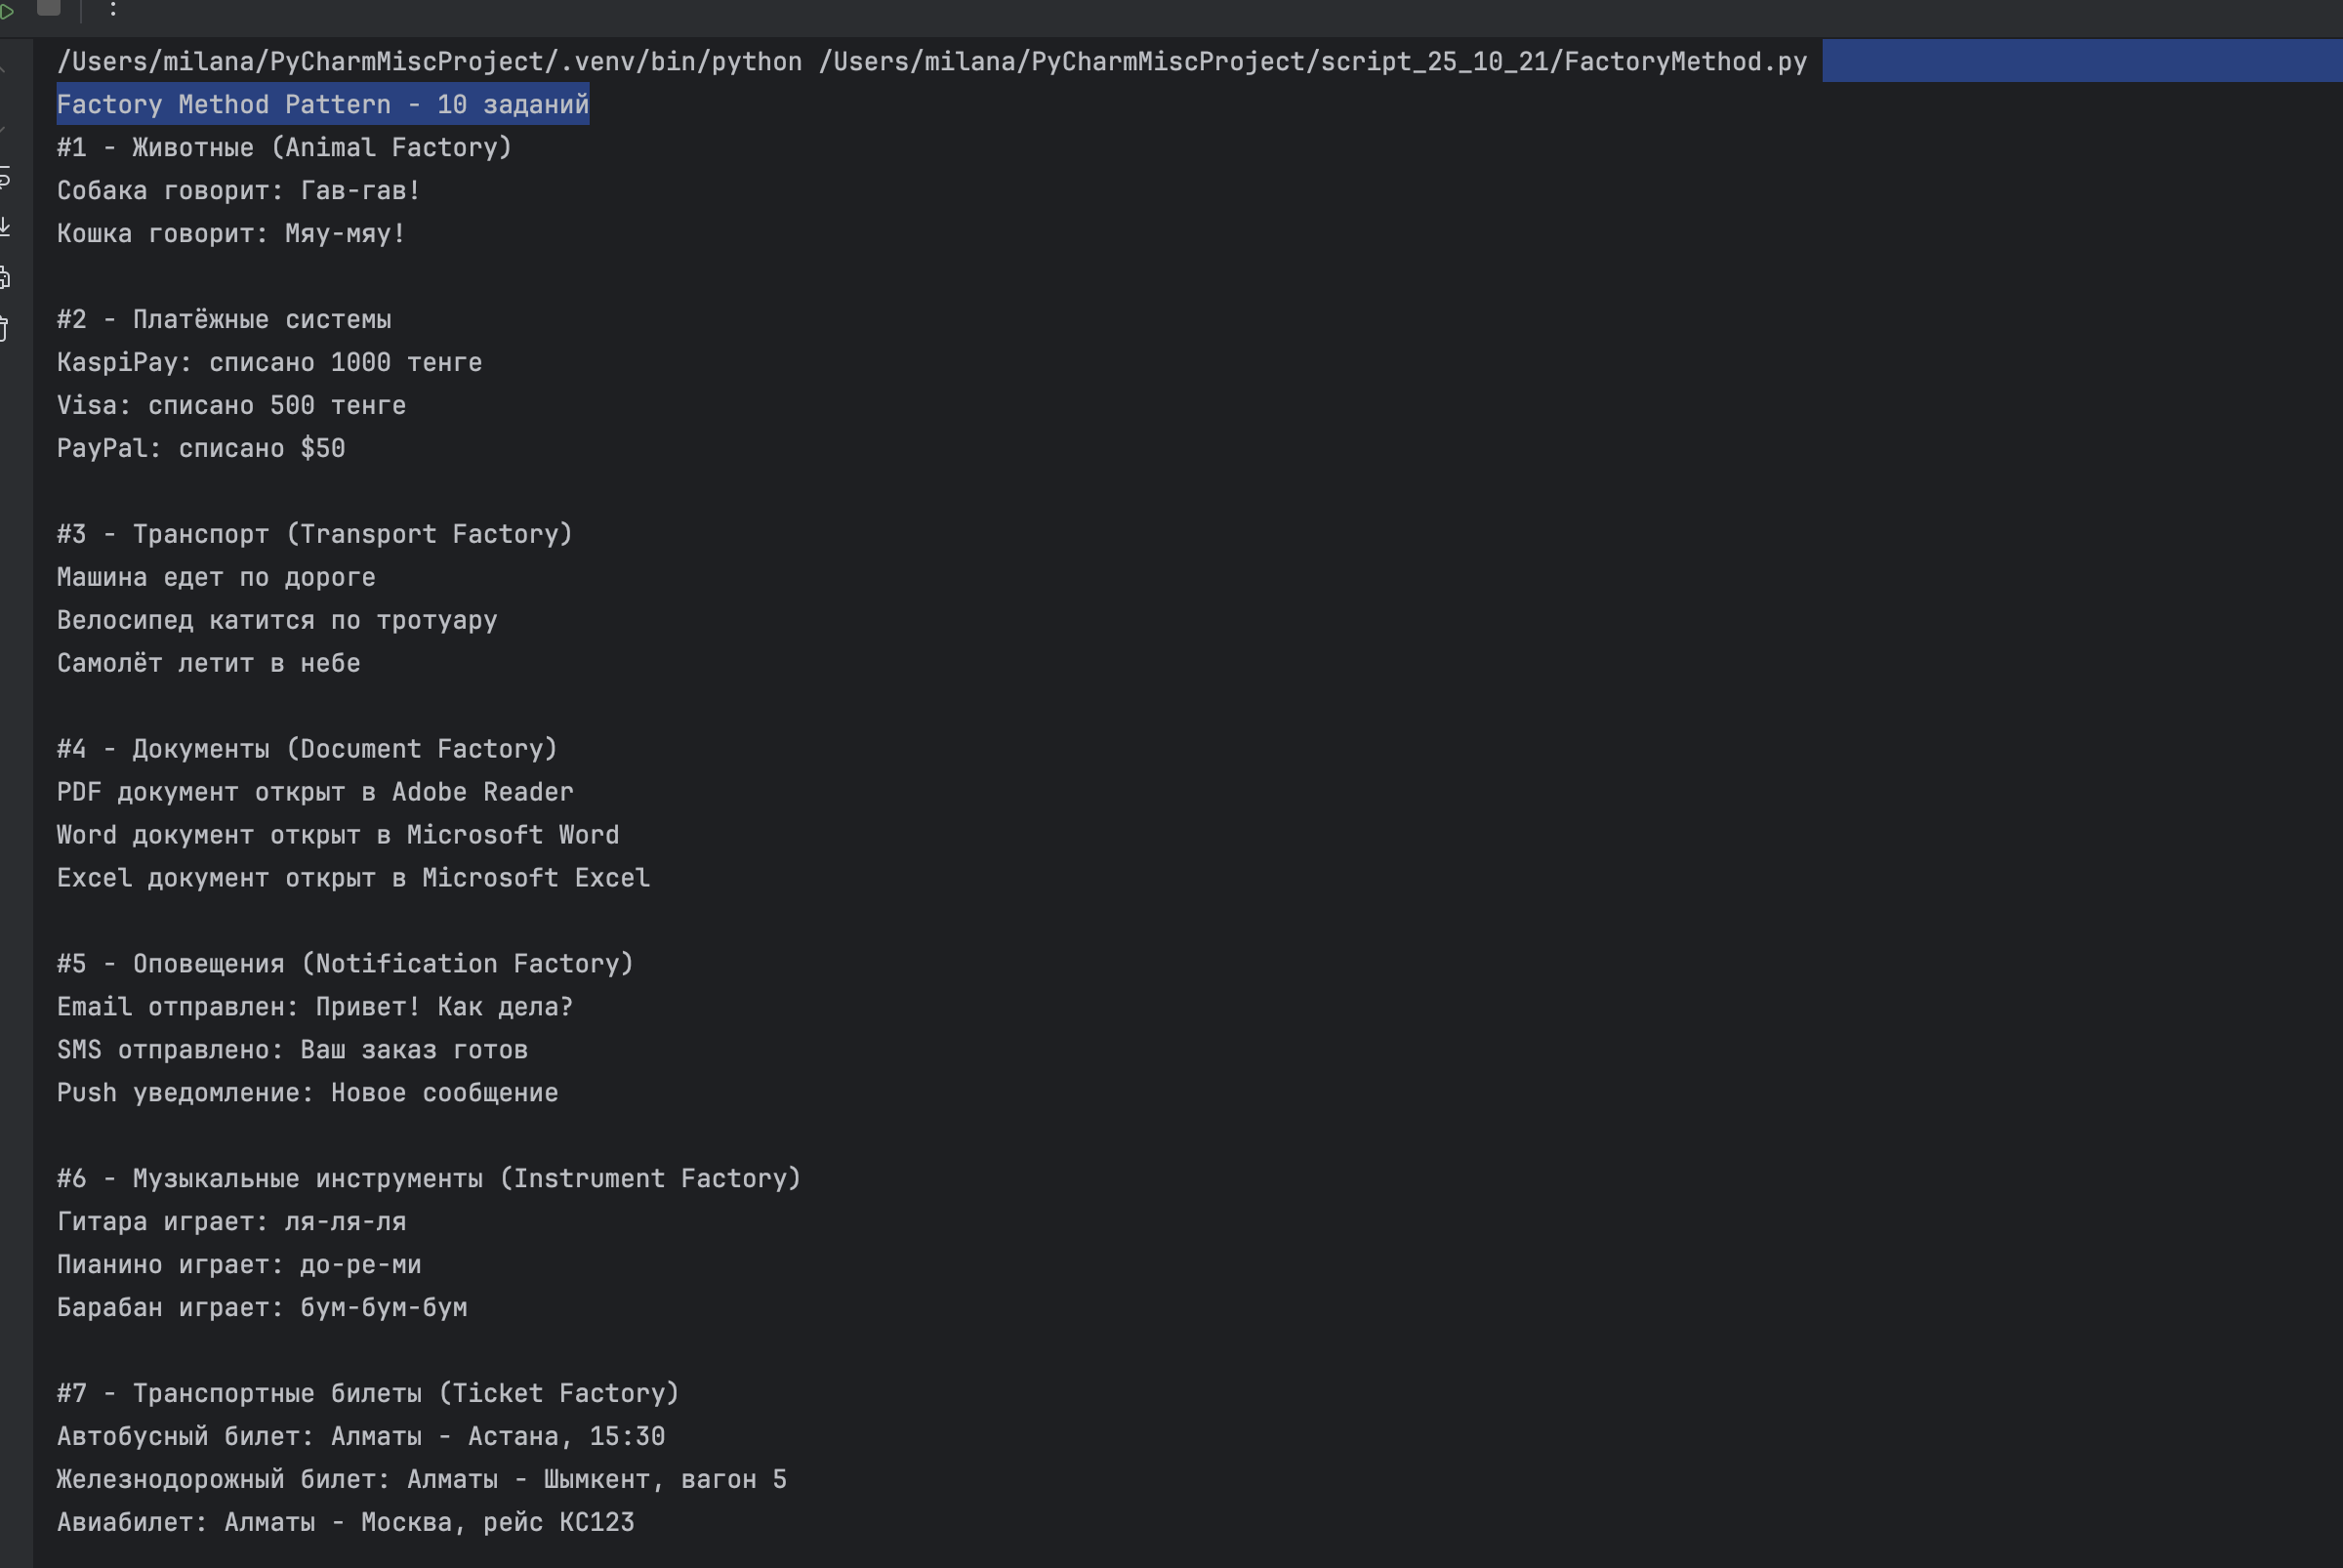 /Users/milana/PyCharmMiscProject/.venv/bin/python /Users/milana/PyCharmMiscProject/script_25_10_21/FactoryMethod.py
Factory Method Pattern - 10 заданий
#1 - Животные (Animal Factory)
Собака говорит: Гав-гав!
Кошка говорит: Мяу-мяу!
#2 - Платёжные системы
KaspiPay: списано 1000 тенге
Visa: списано 500 тенге
PayPal: списано $50
#3 - Транспорт (Transport Factory)
Машина едет по дороге
Велосипед катится по тротуару
Самолёт летит в небе
#4 - Документы (Document Factory)
PDF документ открыт в Adobe Reader
Word документ открыт в Microsoft Word
Excel документ открыт в Microsoft Excel
#5 - Оповещения (Notification Factory)
Email отправлен: Привет! Как дела?
SMS отправлено: Ваш заказ готов
Push уведомление: Новое сообщение
#6 - Музыкальные инструменты (Instrument Factory)
Гитара играет: ля-ля-ля
Пианино играет: до-ре-ми
Барабан играет: бум-бум-бум
#7 - Транспортные билеты (Ticket Factory)
Автобусный билет: Алматы - Астана, 15:30
Железнодорожный билет: Алматы - Шымкент, вагон 5
Авиабилет: Алматы - Москва, рейс KC123